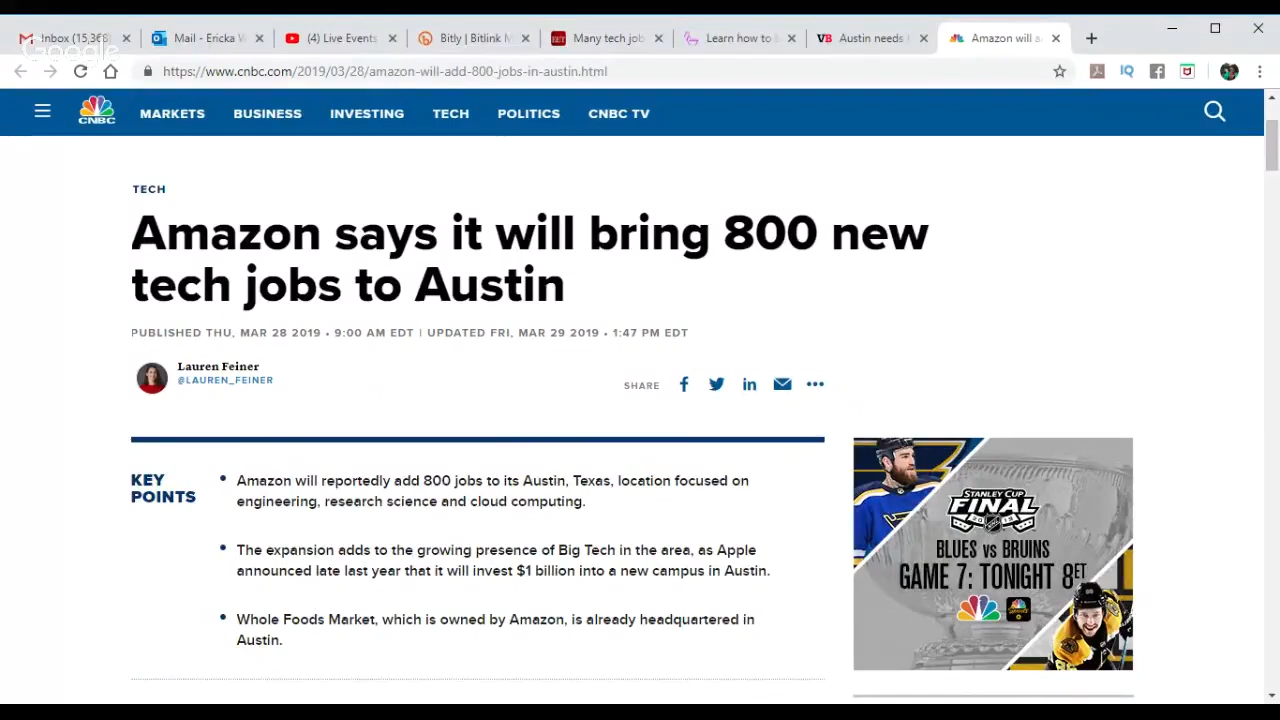 Inbox (15,368
Mail - Ericka W
(4) Live Events
Bitly | Bitlink M
Many tech job
Learn how to
VB Austin needs
Amazon will a
Google
https://www.cnbc.com/2019/03/28/amazon-will-add-800-jobs-in-austin.html
IQ
CNBC
MARKETS BUSINESS INVESTING TECH POLITICS CNBC TV
TECH
Amazon says it will bring 800 new
tech jobs to Austin
PUBLISHED THU, MAR 28 2019 • 9:00 AM EDT | UPDATED FRI, MAR 29 2019 • 1:47 PM EDT
Lauren Feiner
@LAUREN_FEINER
SHARE
KEY
POINTS
• Amazon will reportedly add 800 jobs to its Austin, Texas, location focused on
engineering, research science and cloud computing.
• The expansion adds to the growing presence of Big Tech in the area, as Apple
announced late last year that it will invest $1 billion into a new campus in Austin.
• Whole Foods Market, which is owned by Amazon, is already headquartered in
Austin.
STANLEY CUP
FINAL
2019
BLUES vs BRUINS
GAME 7: TONIGHT 8ET